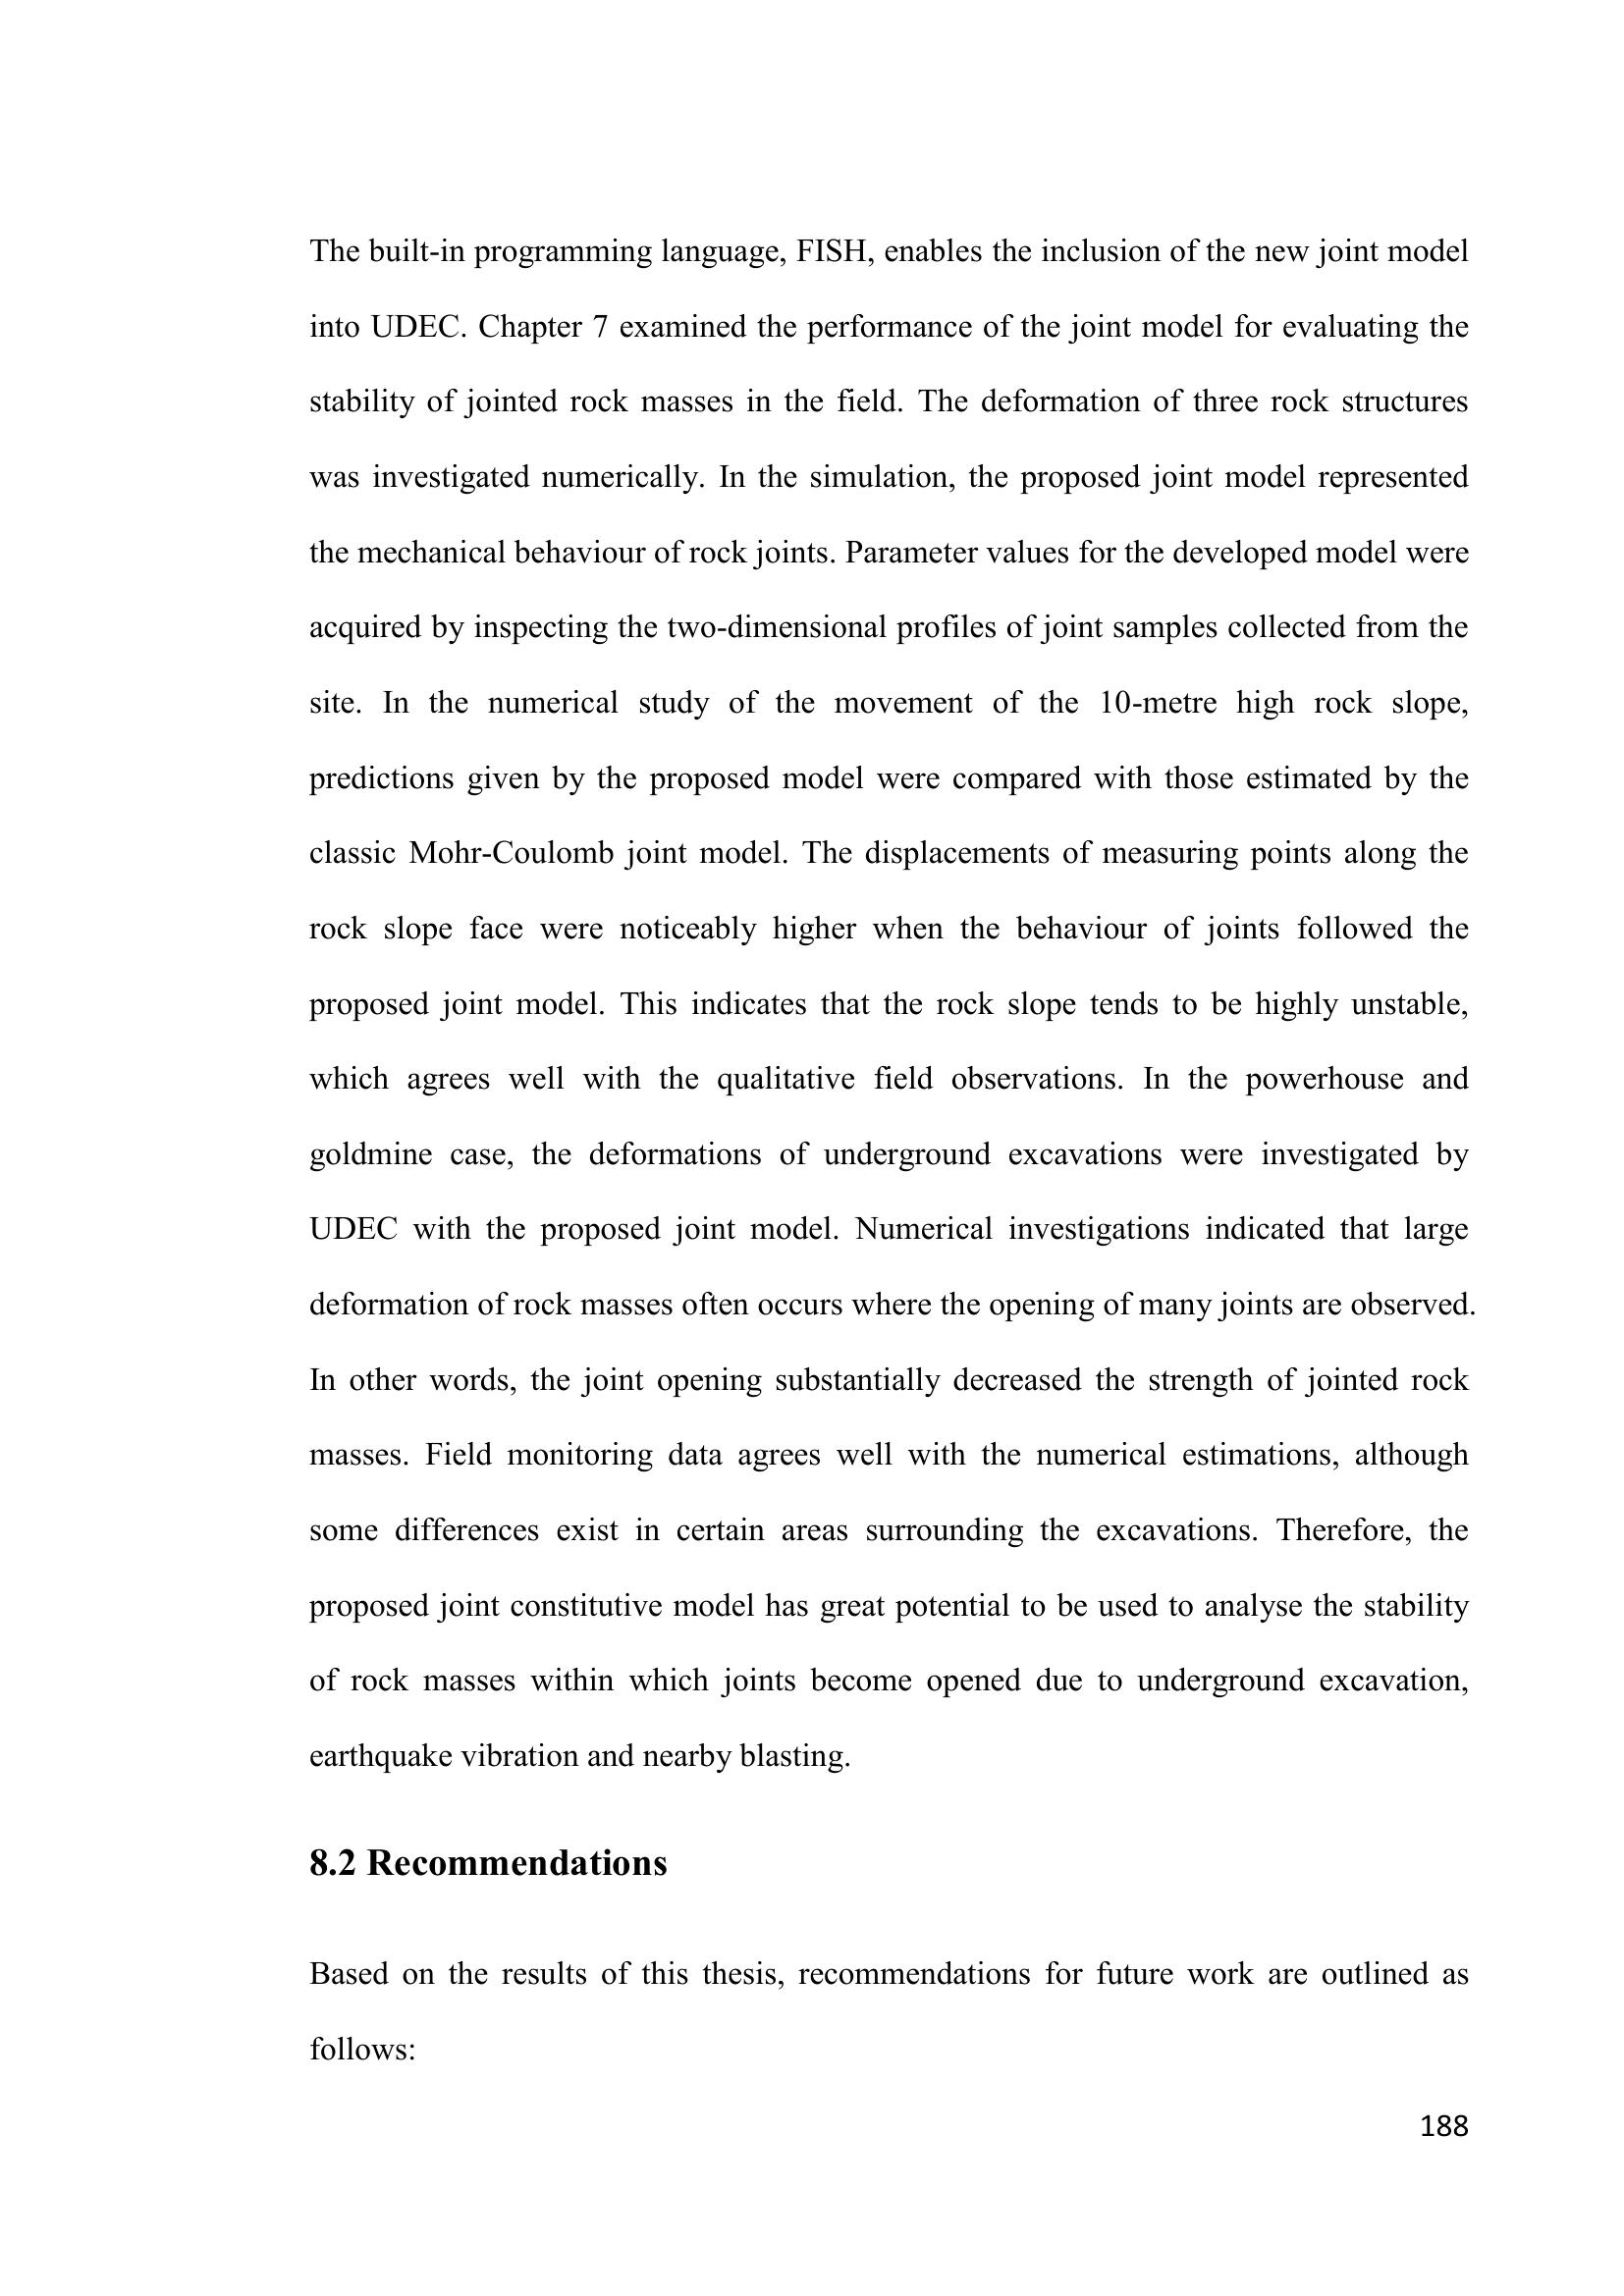 The built-in programming language, FISH, enables the inclusion of the new joint model
into UDEC. Chapter 7 examined the performance of the joint model for evaluating the
stability of jointed rock masses in the field. The deformation of three rock structures
was investigated numerically. In the simulation, the proposed joint model represented
the mechanical behaviour of rock joints. Parameter values for the developed model were
acquired by inspecting the two-dimensional profiles of joint samples collected from the
site. In the numerical study of the movement of the 10-metre high rock slope,
predictions given by the proposed model were compared with those estimated by the
classic Mohr-Coulomb joint model. The displacements of measuring points along the
rock slope face were noticeably higher when the behaviour of joints followed the
proposed joint model. This indicates that the rock slope tends to be highly unstable,
which agrees well with the qualitative field observations. In the powerhouse and
goldmine case, the deformations of underground excavations were investigated by
UDEC with the proposed joint model. Numerical investigations indicated that large
deformation of rock masses often occurs where the opening of many joints are observed.
In other words, the joint opening substantially decreased the strength of jointed rock
masses. Field monitoring data agrees well with the numerical estimations, although
some differences exist in certain areas surrounding the excavations. Therefore, the
proposed joint constitutive model has great potential to be used to analyse the stability
of rock masses within which joints become opened due to underground excavation,
earthquake vibration and nearby blasting.
8.2 Recommendations
Based on the results of this thesis, recommendations for future work are outlined as
follows:
188